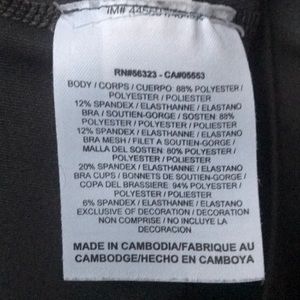 RN#56323 - CA#05553
BODY / CORPS / CUERPO: 88% POLYESTER /
POLYESTER / POLIESTER
12% SPANDEX / ELASTHANNE / ELASTANO
BRA / SOUTIEN-GORGE / SOSTEN: 88%
POLYESTER / POLYESTER / POLIESTER
12% SPANDEX / ELASTHANNE / ELASTANO
BRA MESH / FILET A SOUTIEN-GORGE /
MALLA DEL SOSTEN: 80% POLYESTER /
POLYESTER / POLIESTER
20% SPANDEX / ELASTHANNE / ELASTANO
BRA CUPS / BONNETS DE SOUTIEN-GORGE /
COPA DEL BRASSIERE: 94% POLYESTER /
POLYESTER / POLIESTER
6% SPANDEX / ELASTHANNE / ELASTANO
EXCLUSIVE OF DECORATION / DECORATION
NON COMPRISE / NO INCLUYE LA
DECORACION
MADE IN CAMBODIA/FABRIQUE AU
CAMBODGE/HECHO EN CAMBOYA